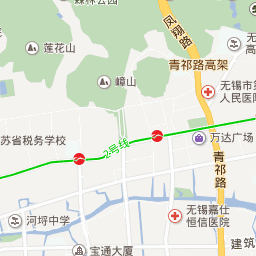 森林公园
凤翔路
莲花山
无锡
高
青祁路高架
嶂山
无锡市第
人民医院
2号线
苏省税务学校
万达广场
青祁路
河埒中学
无锡嘉仕
恒信医院
宝通大厦
建筑